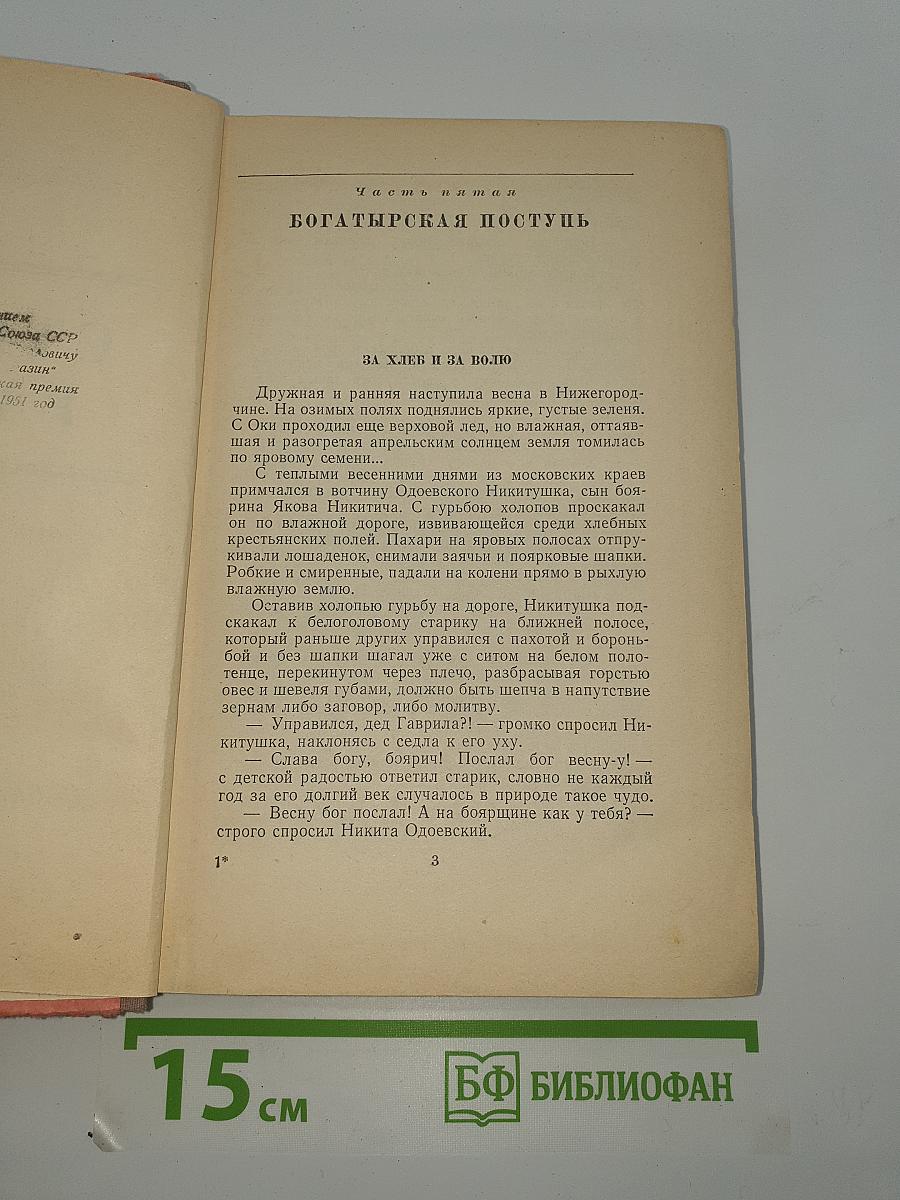 нием
Союза ССР
овичу
азин"
кая премия
1951 год
Часть пятая
БОГАТЫРСКАЯ ПОСТУПЬ
ЗА ХЛЕБ И ЗА ВОЛЮ
Дружная и ранняя наступила весна в Нижегород-
чине. На озимых полях поднялись яркие, густые зеленя.
С Оки проходил еще верховой лед, но влажная, оттаяв-
шая и разогретая апрельским солнцем земля томилась
по яровому семени...
С теплыми весенними днями из московских краев
примчался в вотчину Одоевского Никитушка, сын боя-
рина Якова Никитича. С гурьбою холопов проскакал
он по влажной дороге, извивающейся среди хлебных
крестьянских полей. Пахари на яровых полосах отпру-
кивали лошаденок, снимали заячьи и поярковые шапки.
Робкие и смиренные, падали на колени прямо в рыхлую
влажную землю.
Оставив холопью гурьбу на дороге, Никитушка под-
скакал к белоголовому старику на ближней полосе,
который раньше других управился с пахотой и бороньь-
бой и без шапки шагал уже с ситом на белом поло-
тенце, перекинутом через плечо, разбрасывая горстью
овес и шевеля губами, должно быть шепча в напутствие
зернам либо заговор, либо молитву.
— Управился, дед Гаврила?! — громко спросил Ни-
китушка, наклонясь с седла к его уху.
— Слава богу, боярич! Послал бог весну-у! —
с детской радостью ответил старик, словно не каждый
год за его долгий век случалось в природе такое чудо.
— Весну бог послал! А на боярщине как у тебя? —
строго спросил Никита Одоевский.
1*
3
15 см
БФ БИБЛИОФАН